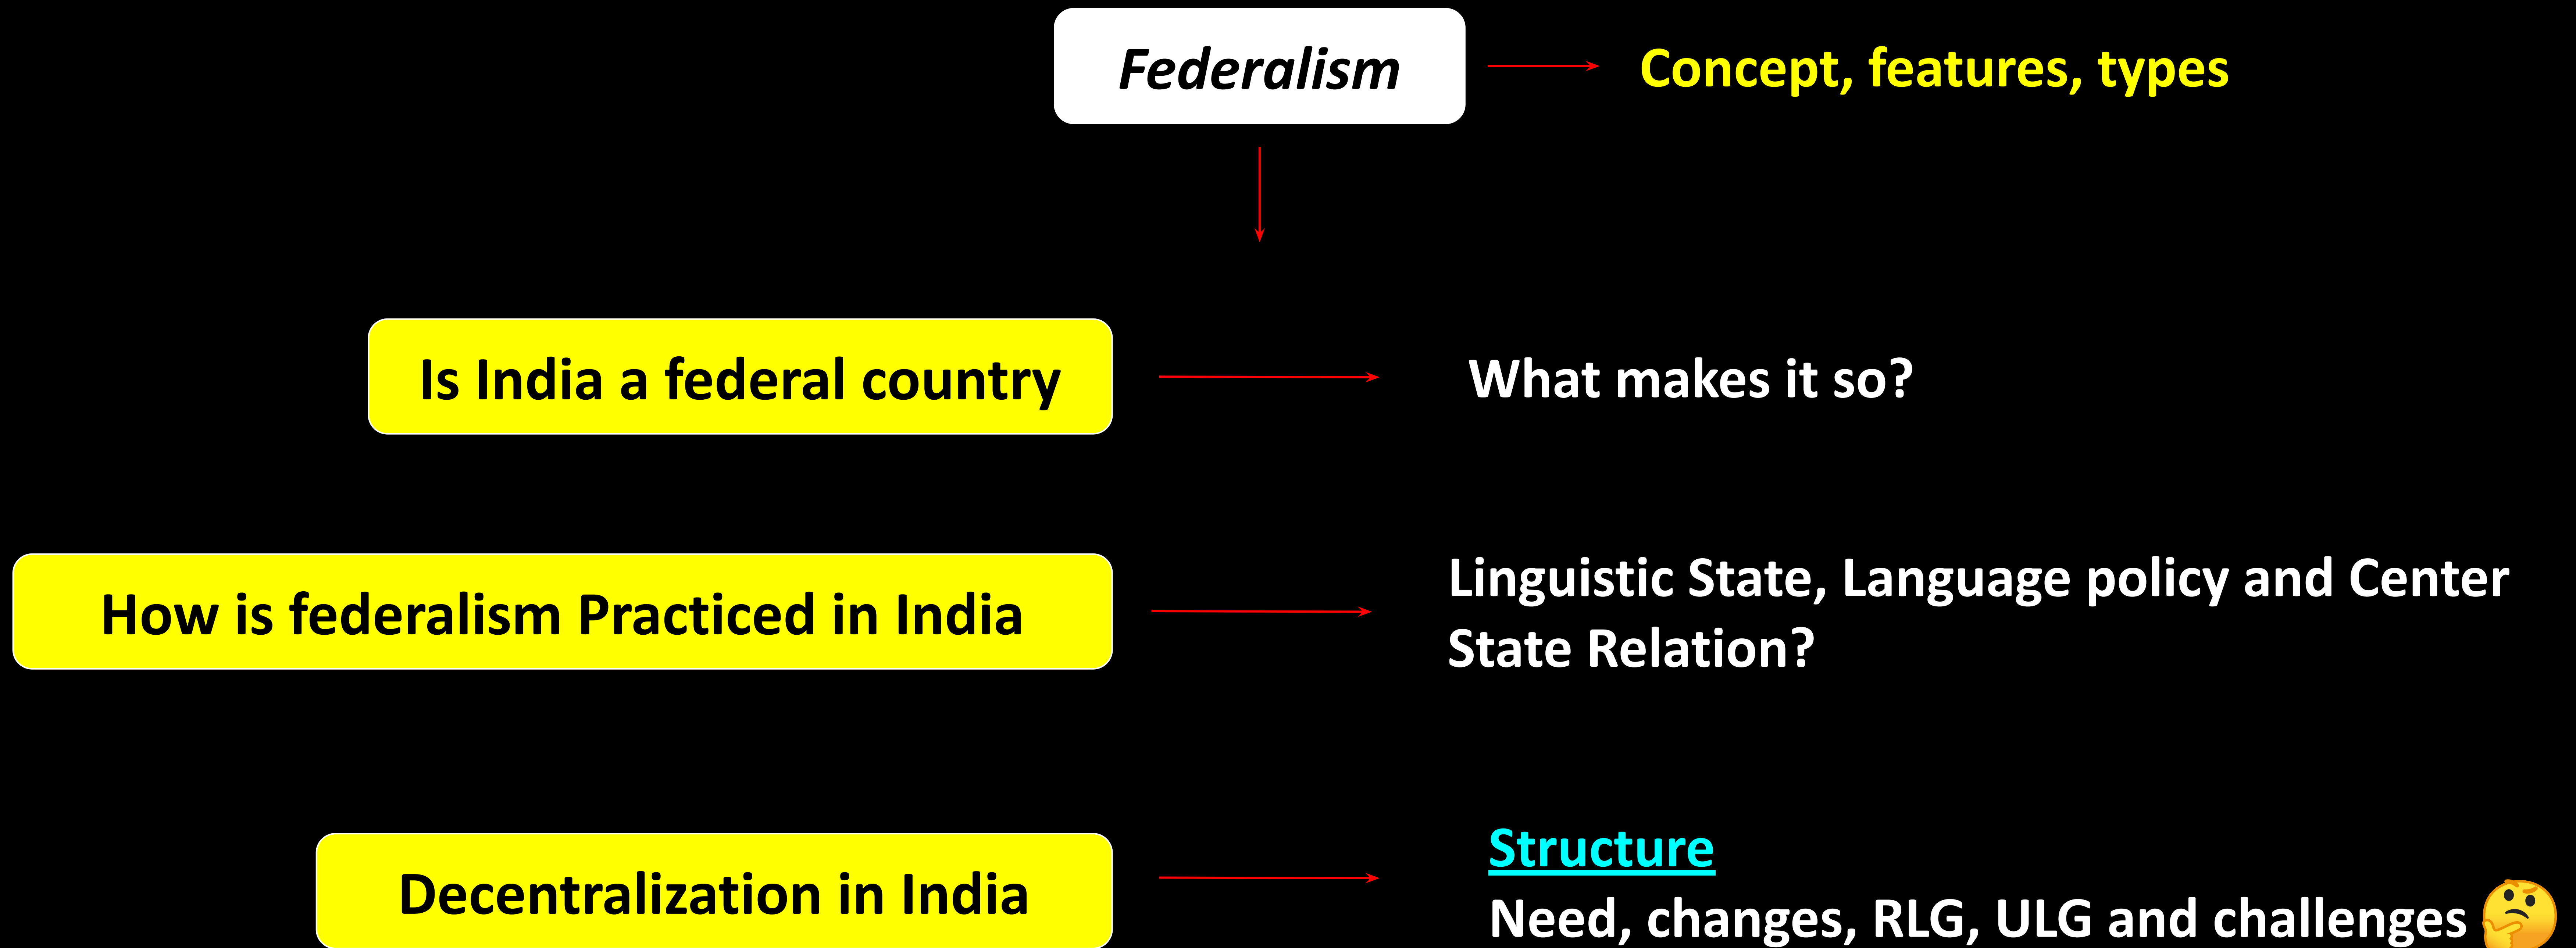 Federalism
Concept, features, types
Is India a federal country
What makes it so?
How is federalism Practiced in India
Linguistic State, Language policy and Center
State Relation?
Decentralization in India
Structure
Need, changes, RLG, ULG and challenges 🤔